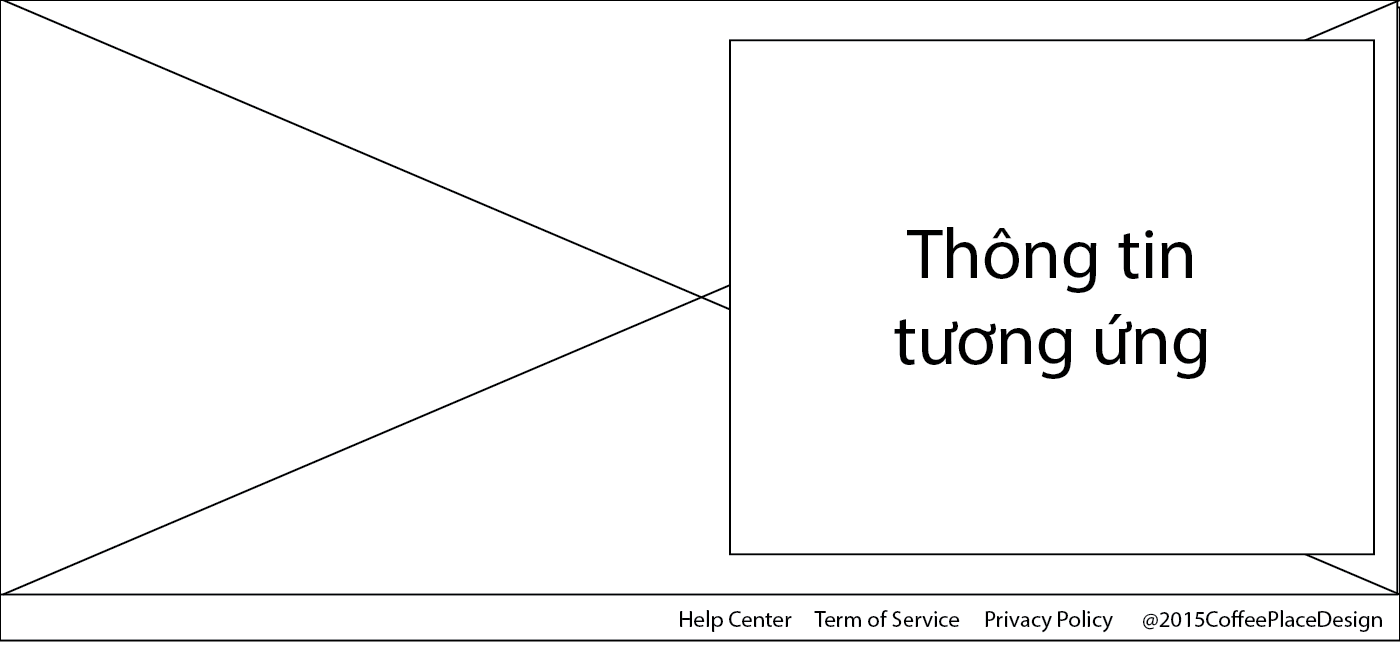 Thông tin
tương ứng
Help Center Term of Service Privacy Policy @2015CoffeePlaceDesign